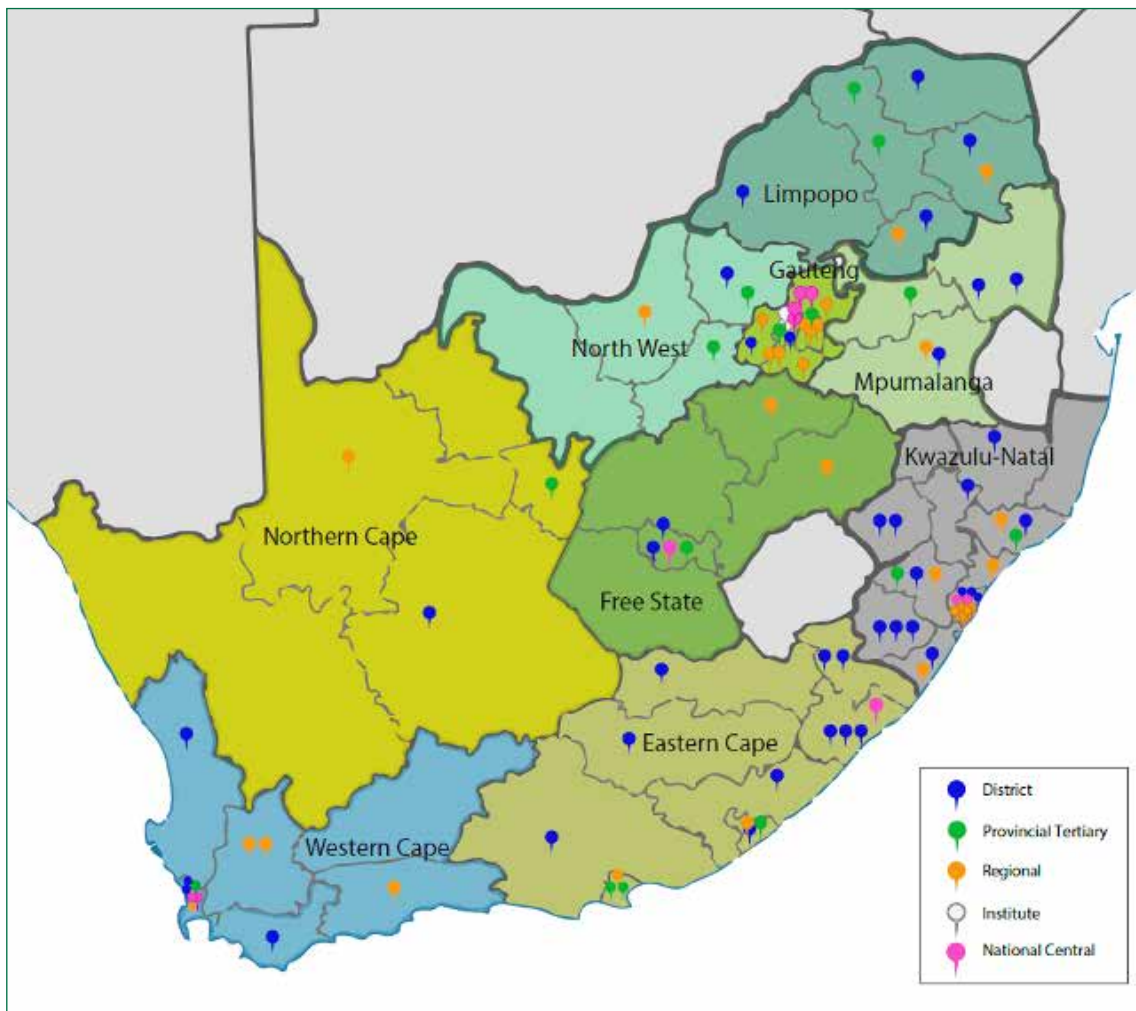 Limpopo
Gauteng
North West
Mpumalanga
Kwazulu-Natal
Northern Cape
Free State
Eastern Cape
Western Cape
District
Provincial Tertiary
Regional
Institute
National Central